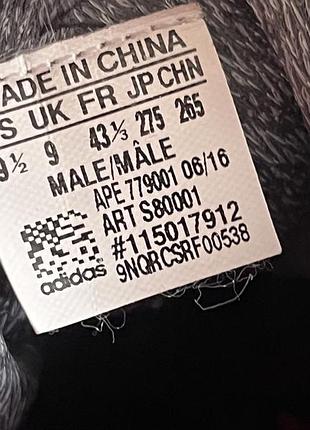 MADE IN CHINA
S UK FR JP CHN
9½ 9 43⅓ 275 265
MALE/MÂLE
APE 779001 06/16
ART S80001
#115017912
9NQRCSRF00538
adidas